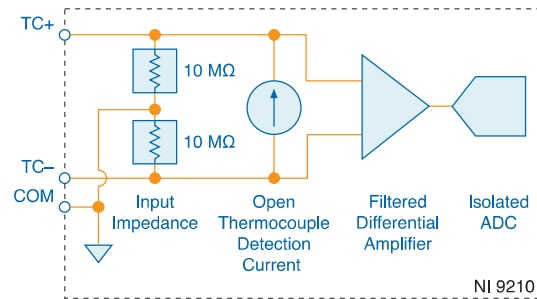 TC+
10 MΩ
10 MΩ
TC–
COM
Input
Impedance
Open
Thermocouple
Detection
Current
Filtered
Differential
Amplifier
Isolated
ADC
NI 9210